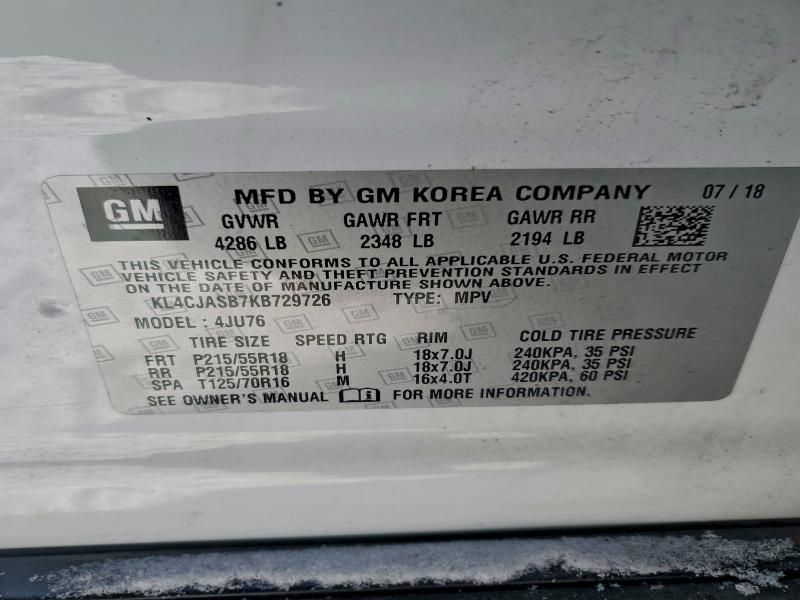 GM MFD BY GM KOREA COMPANY 07 / 18
GVWR GAWR FRT GAWR RR
4286 LB 2348 LB 2194 LB
THIS VEHICLE CONFORMS TO ALL APPLICABLE U.S. FEDERAL MOTOR
VEHICLE SAFETY AND THEFT PREVENTION STANDARDS IN EFFECT
ON THE DATE OF MANUFACTURE SHOWN ABOVE.
KL4CJASB7KB729726 TYPE: MPV
MODEL : 4JU76
TIRE SIZE SPEED RTG RIM COLD TIRE PRESSURE
FRT P215/55R18 H 18x7.0J 240KPA, 35 PSI
RR P215/55R18 H 18x7.0J 240KPA, 35 PSI
SPA T125/70R16 M 16x4.0T 420KPA, 60 PSI
SEE OWNER'S MANUAL i FOR MORE INFORMATION.